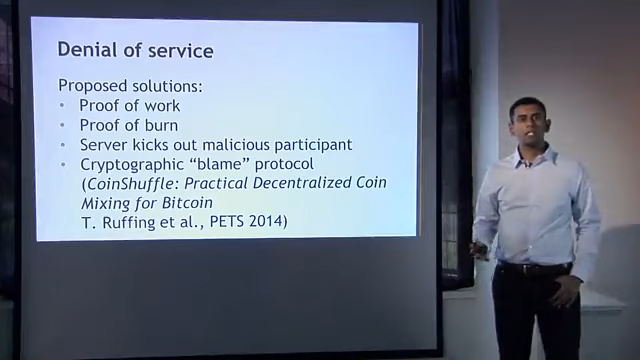 Denial of service
Proposed solutions:
• Proof of work
• Proof of burn
• Server kicks out malicious participant
• Cryptographic “blame” protocol
(CoinShuffle: Practical Decentralized Coin
Mixing for Bitcoin
T. Ruffing et al., PETS 2014)